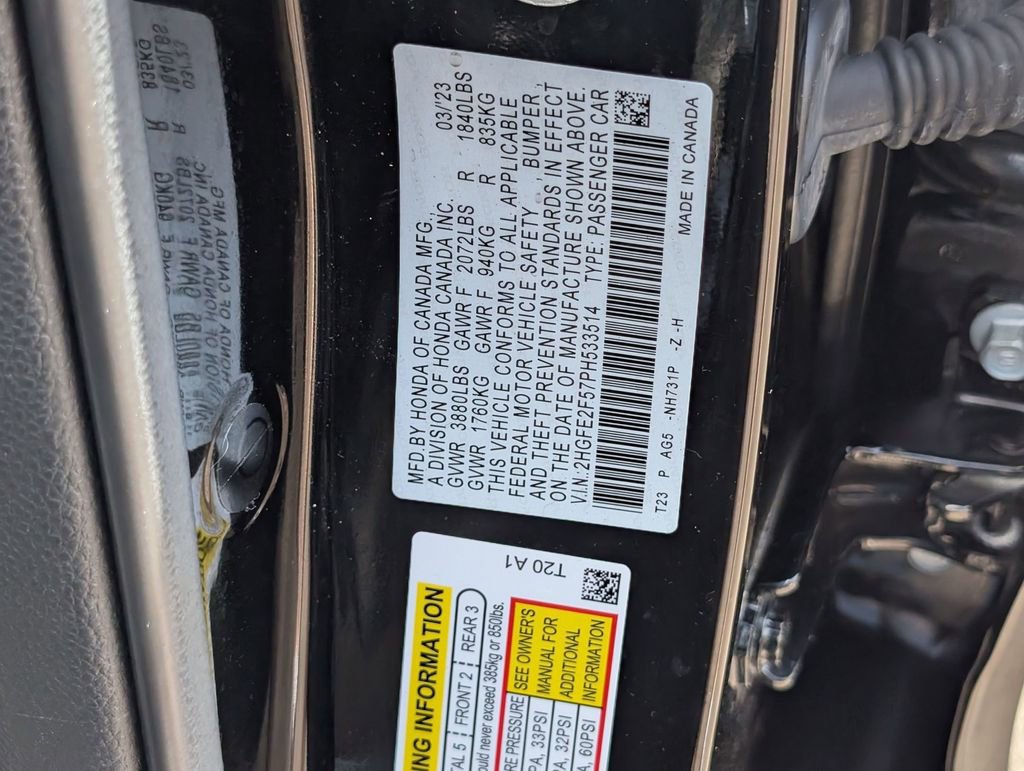 MFD.BY HONDA OF CANADA MFG., 03/'23
A DIVISION OF HONDA CANADA INC.
GVWR 3880LBS GAWR F 2072LBS R 1840LBS
GVWR 1760KG GAWR F 940KG R 835KG
THIS VEHICLE CONFORMS TO ALL APPLICABLE
FEDERAL MOTOR VEHICLE SAFETY, BUMPER,
AND THEFT PREVENTION STANDARDS IN EFFECT
ON THE DATE OF MANUFACTURE SHOWN ABOVE.
V.I.N.:2HGFE2F57PH533514 TYPE: PASSENGER CAR
T23 P AG5 -NH731P -Z-H
MADE IN CANADA
ING INFORMATION
TAL 5 FRONT 2 REAR 3
ould never exceed 385kg or 850lbs.
RE PRESSURE SEE OWNER'S
PA, 33PSI MANUAL FOR
PA, 32PSI ADDITIONAL
A, 60PSI INFORMATION
T20 A1